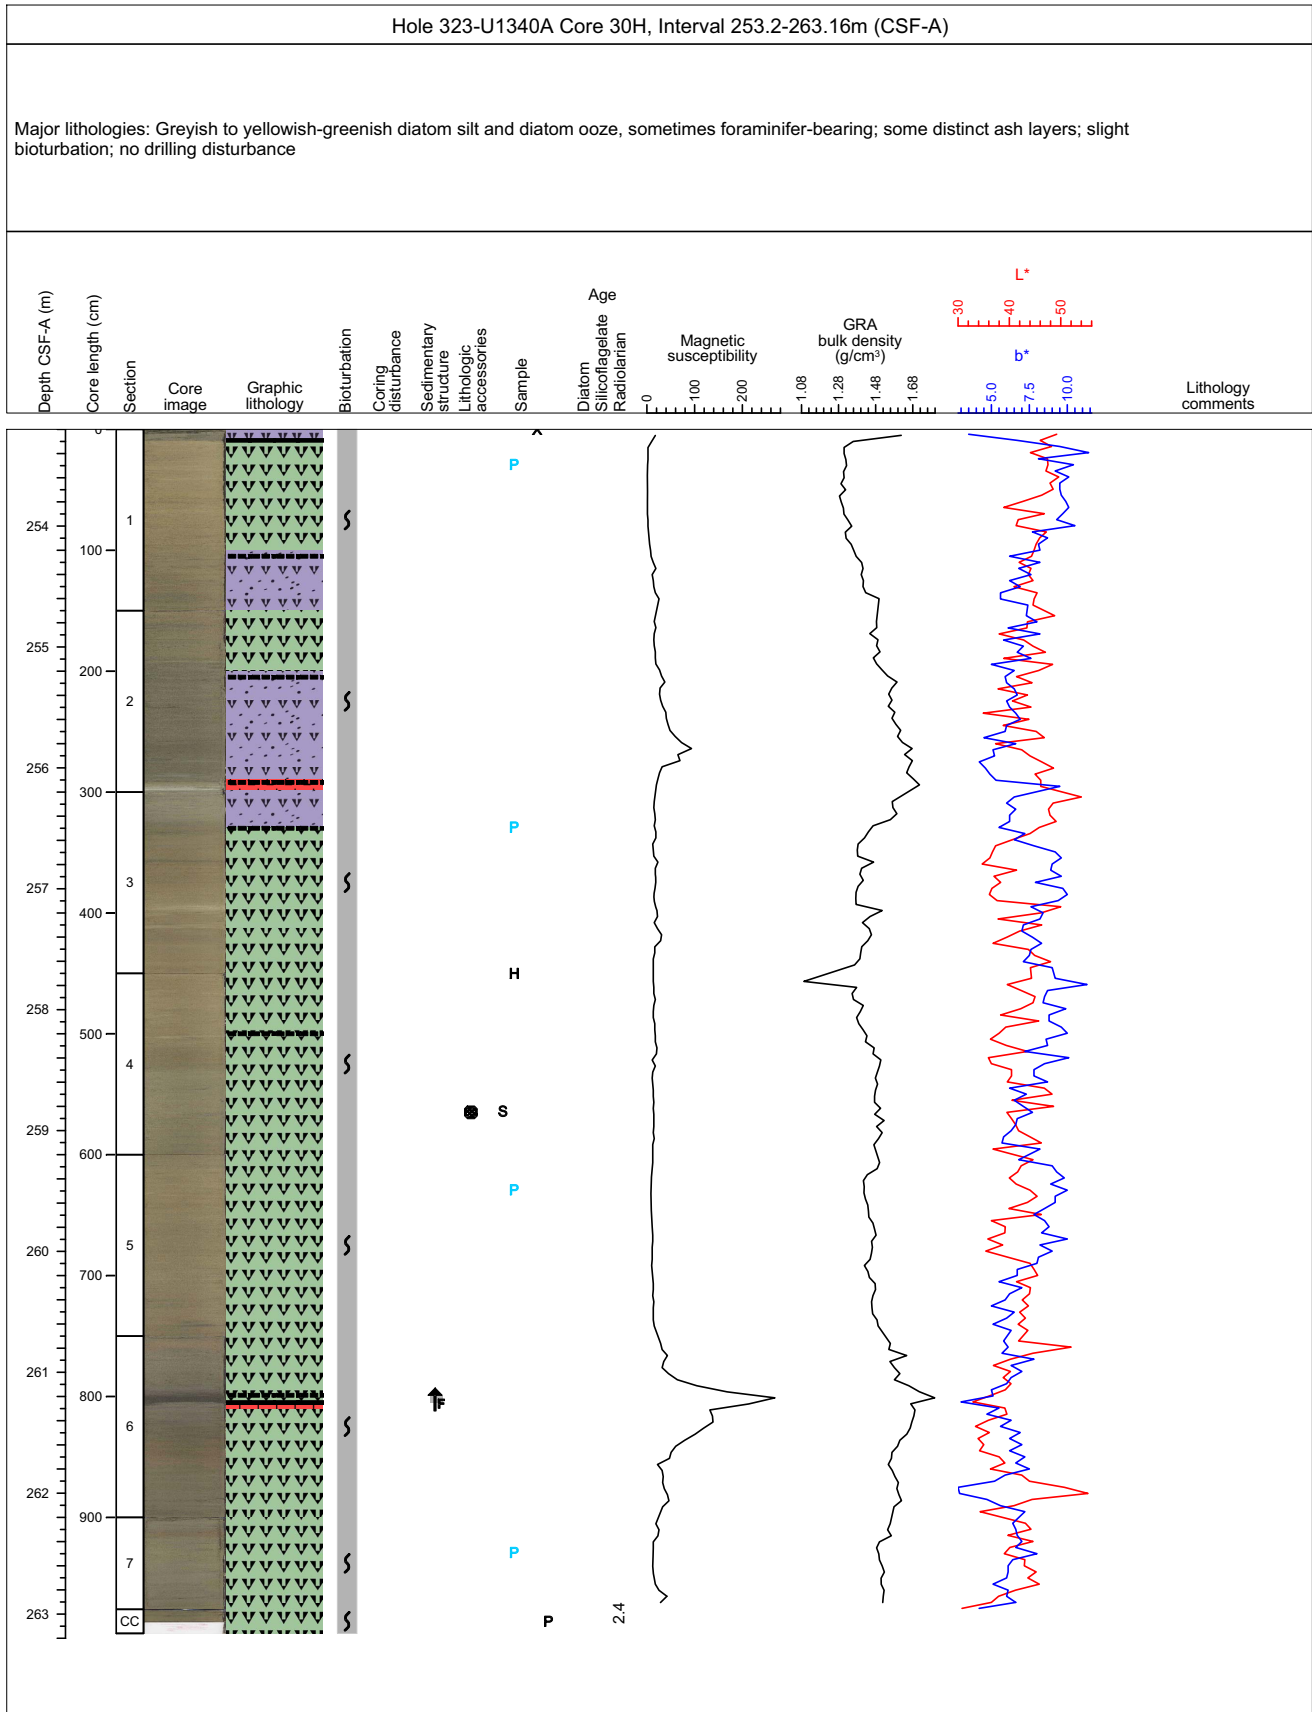 Hole 323-U1340A Core 30H, Interval 253.2-263.16m (CSF-A)
Major lithologies: Greyish to yellowish-greenish diatom silt and diatom ooze, sometimes foraminifer-bearing; some distinct ash layers; slight
bioturbation; no drilling disturbance
Depth CSF-A (m)
Core length (cm)
Section
Core
image
Graphic
lithology
Bioturbation
Coring
disturbance
Sedimentary
structure
Lithologic
accessories
Sample
Age
Diatom
Silicoflagelate
Radiolarian
Magnetic
susceptibility
0 100 200
GRA
bulk density
(g/cm³)
1.08 1.28 1.48 1.68
L*
30 40 50
b*
5.0 7.5 10.0
Lithology
comments
0
X
P
1
254
100
255
200
2
256
300
P
3
257
400
H
258
500
4
S
259
600
P
5
260
700
261
800
F
6
262
900
P
7
263
CC
P
2.4